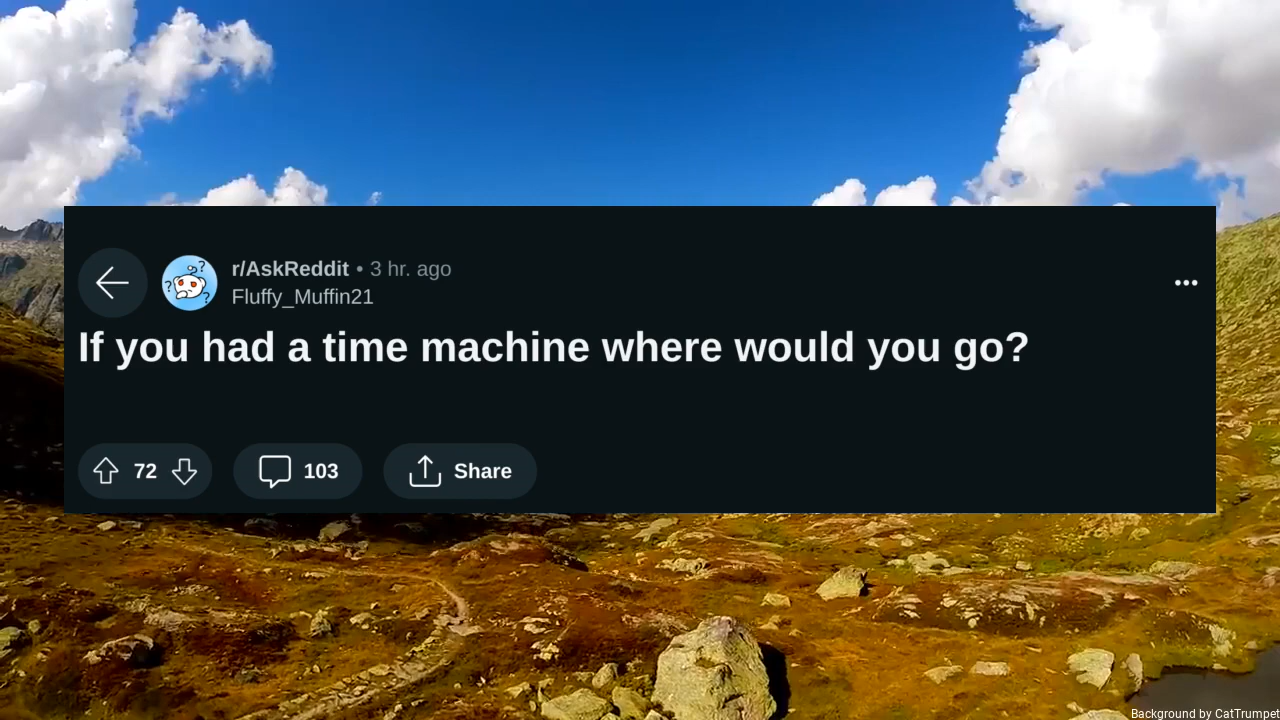 r/AskReddit • 3 hr. ago
Fluffy_Muffin21
If you had a time machine where would you go?
72
103
Share
Background by CatTrumpet